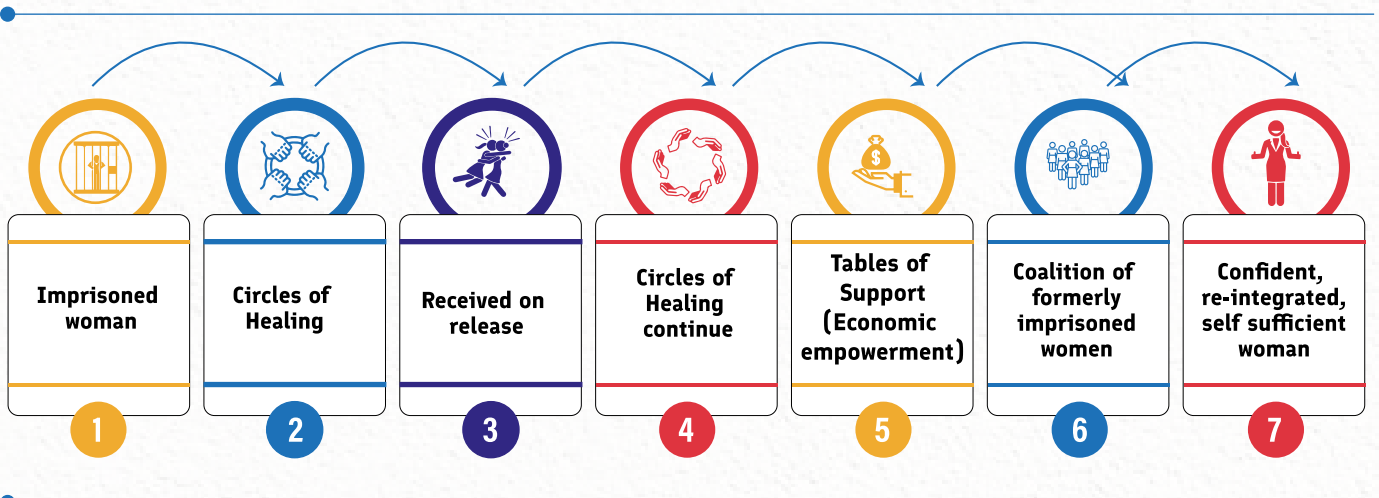 $
Imprisoned
woman
1
Circles of
Healing
2
Received on
release
3
Circles of
Healing
continue
4
Tables of
Support
(Economic
empowerment)
5
Coalition of
formerly
imprisoned
women
6
Confident,
re-integrated,
self sufficient
woman
7